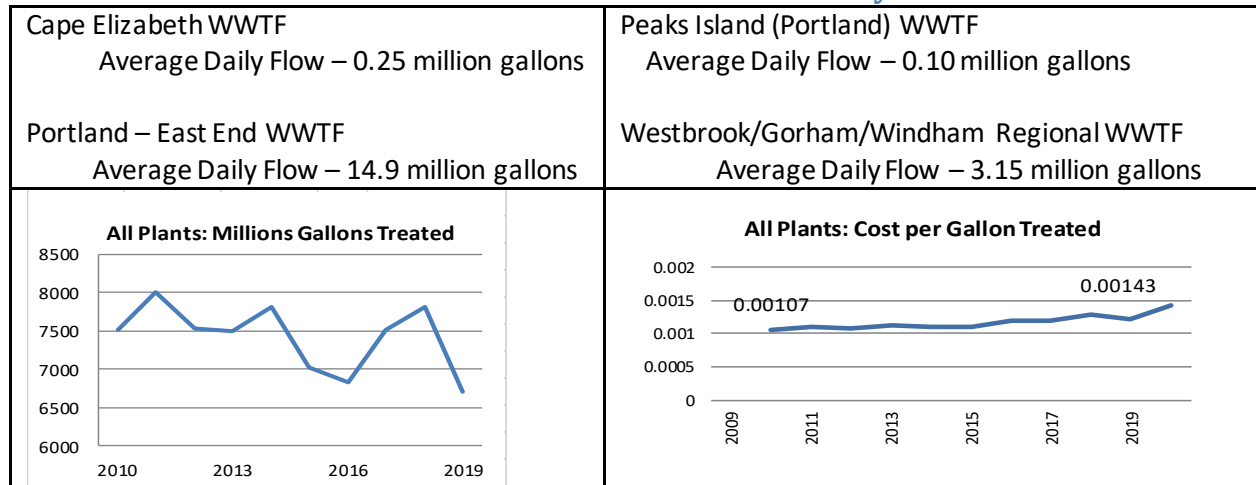 Cape Elizabeth WWTF
Average Daily Flow – 0.25 million gallons
Portland – East End WWTF
Average Daily Flow – 14.9 million gallons
Peaks Island (Portland) WWTF
Average Daily Flow – 0.10 million gallons
Westbrook/Gorham/Windham Regional WWTF
Average Daily Flow – 3.15 million gallons
All Plants: Millions Gallons Treated
8500
8000
7500
7000
6500
6000
2010 2013 2016 2019
All Plants: Cost per Gallon Treated
0.002
0.0015
0.001
0.0005
0
0.00107
0.00143
2009 2011 2013 2015 2017 2019